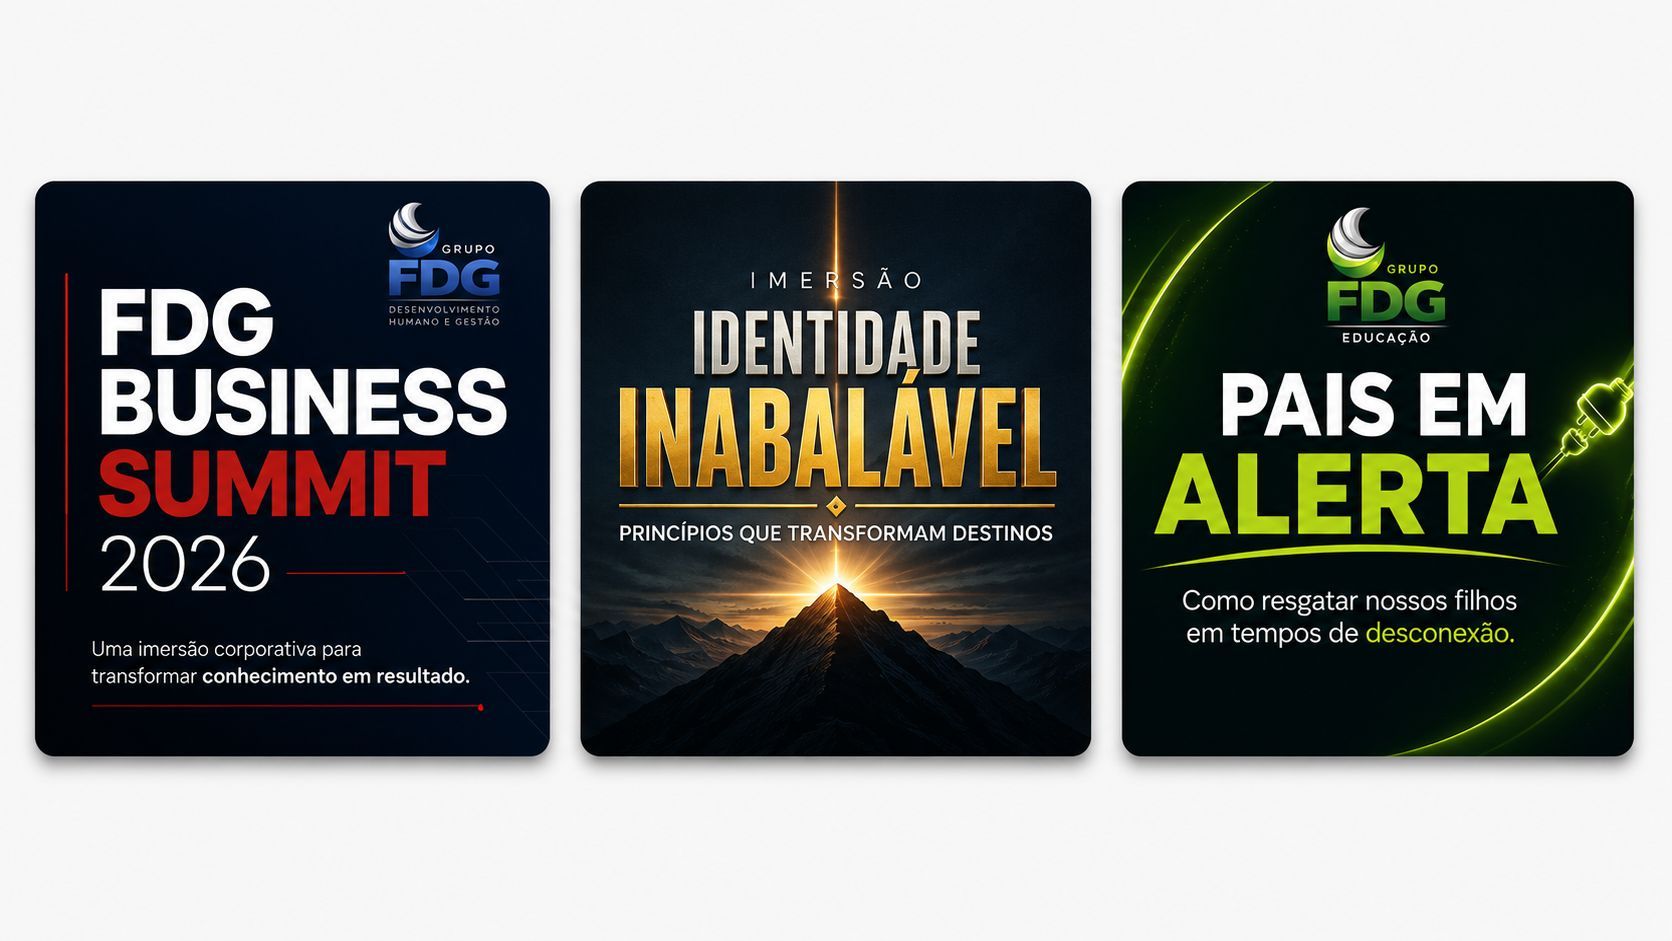 GRUPO
FDG
DESENVOLVIMENTO
HUMANO E GESTÃO
FDG
BUSINESS
SUMMIT
2026
Uma imersão corporativa para
transformar conhecimento em resultado.
IMERSÃO
IDENTIDADE
INABALÁVEL
PRINCÍPIOS QUE TRANSFORMAM DESTINOS
GRUPO
FDG
EDUCAÇÃO
PAIS EM
ALERTA
Como resgatar nossos filhos
em tempos de desconexão.